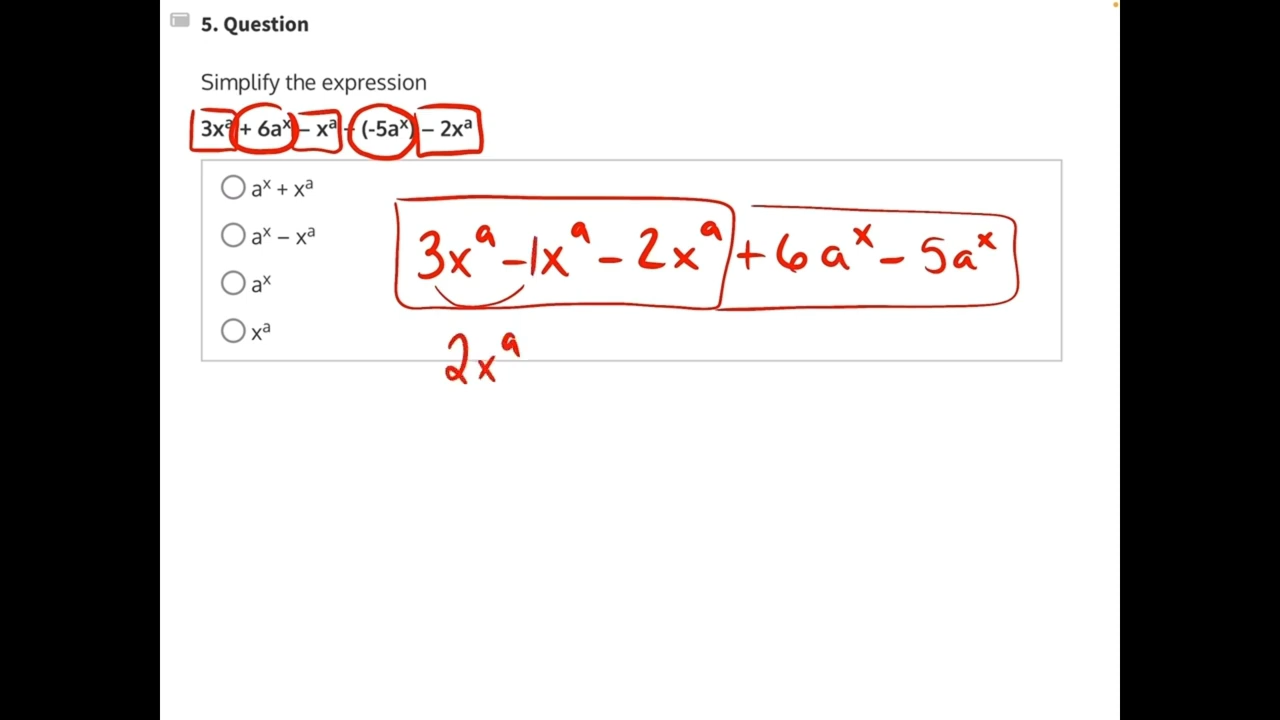 5. Question
Simplify the expression
3xᵃ + 6aˣ – xᵃ + (-5aˣ) – 2xᵃ
aˣ + xᵃ
aˣ – xᵃ
aˣ
xᵃ
3xᵃ – 1xᵃ – 2xᵃ + 6aˣ – 5aˣ
2xᵃ